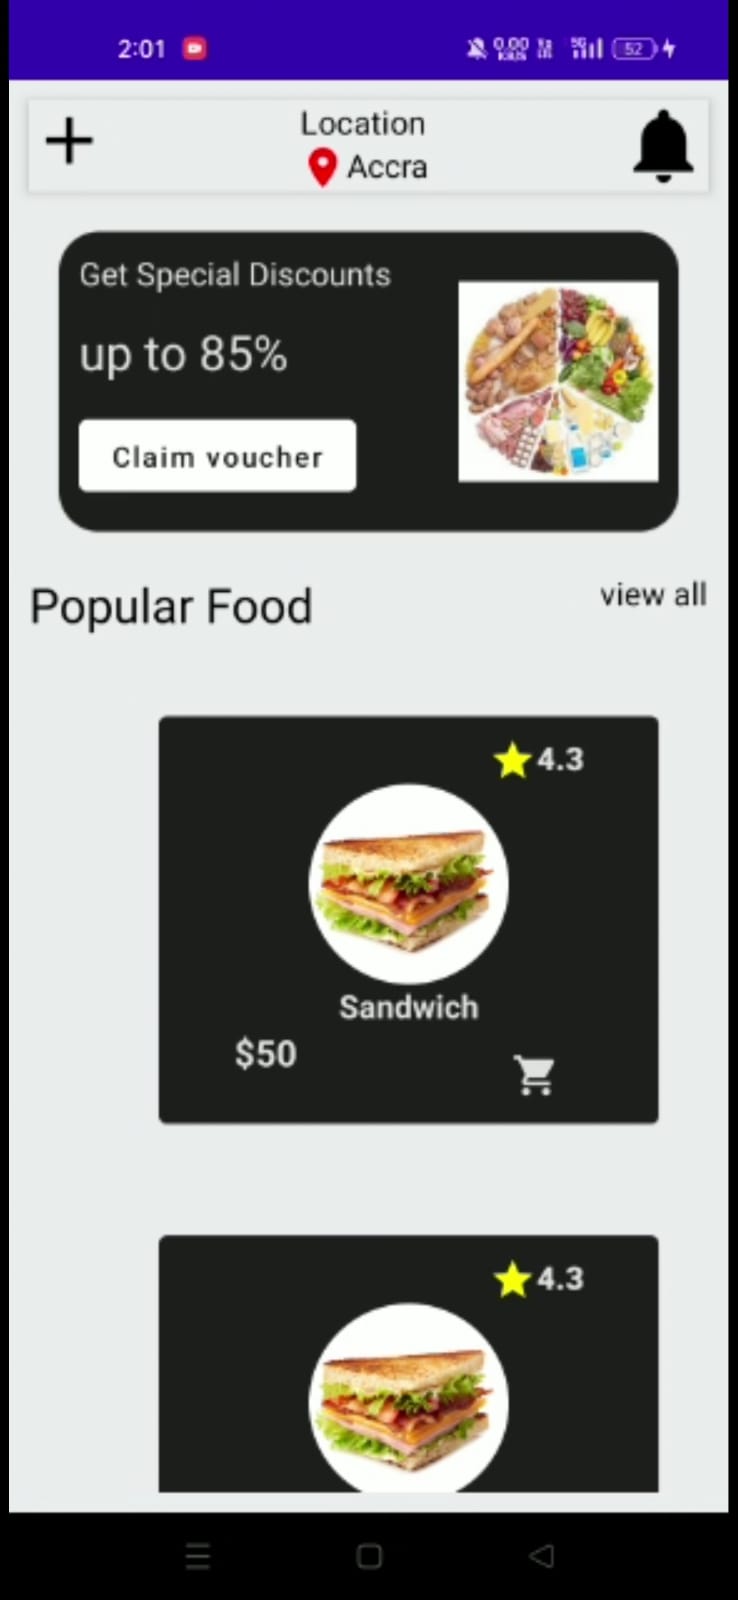 2:01
0.00
KB/S
5G
52
Location
Accra
Get Special Discounts
up to 85%
Claim voucher
Popular Food
view all
4.3
Sandwich
$50
4.3